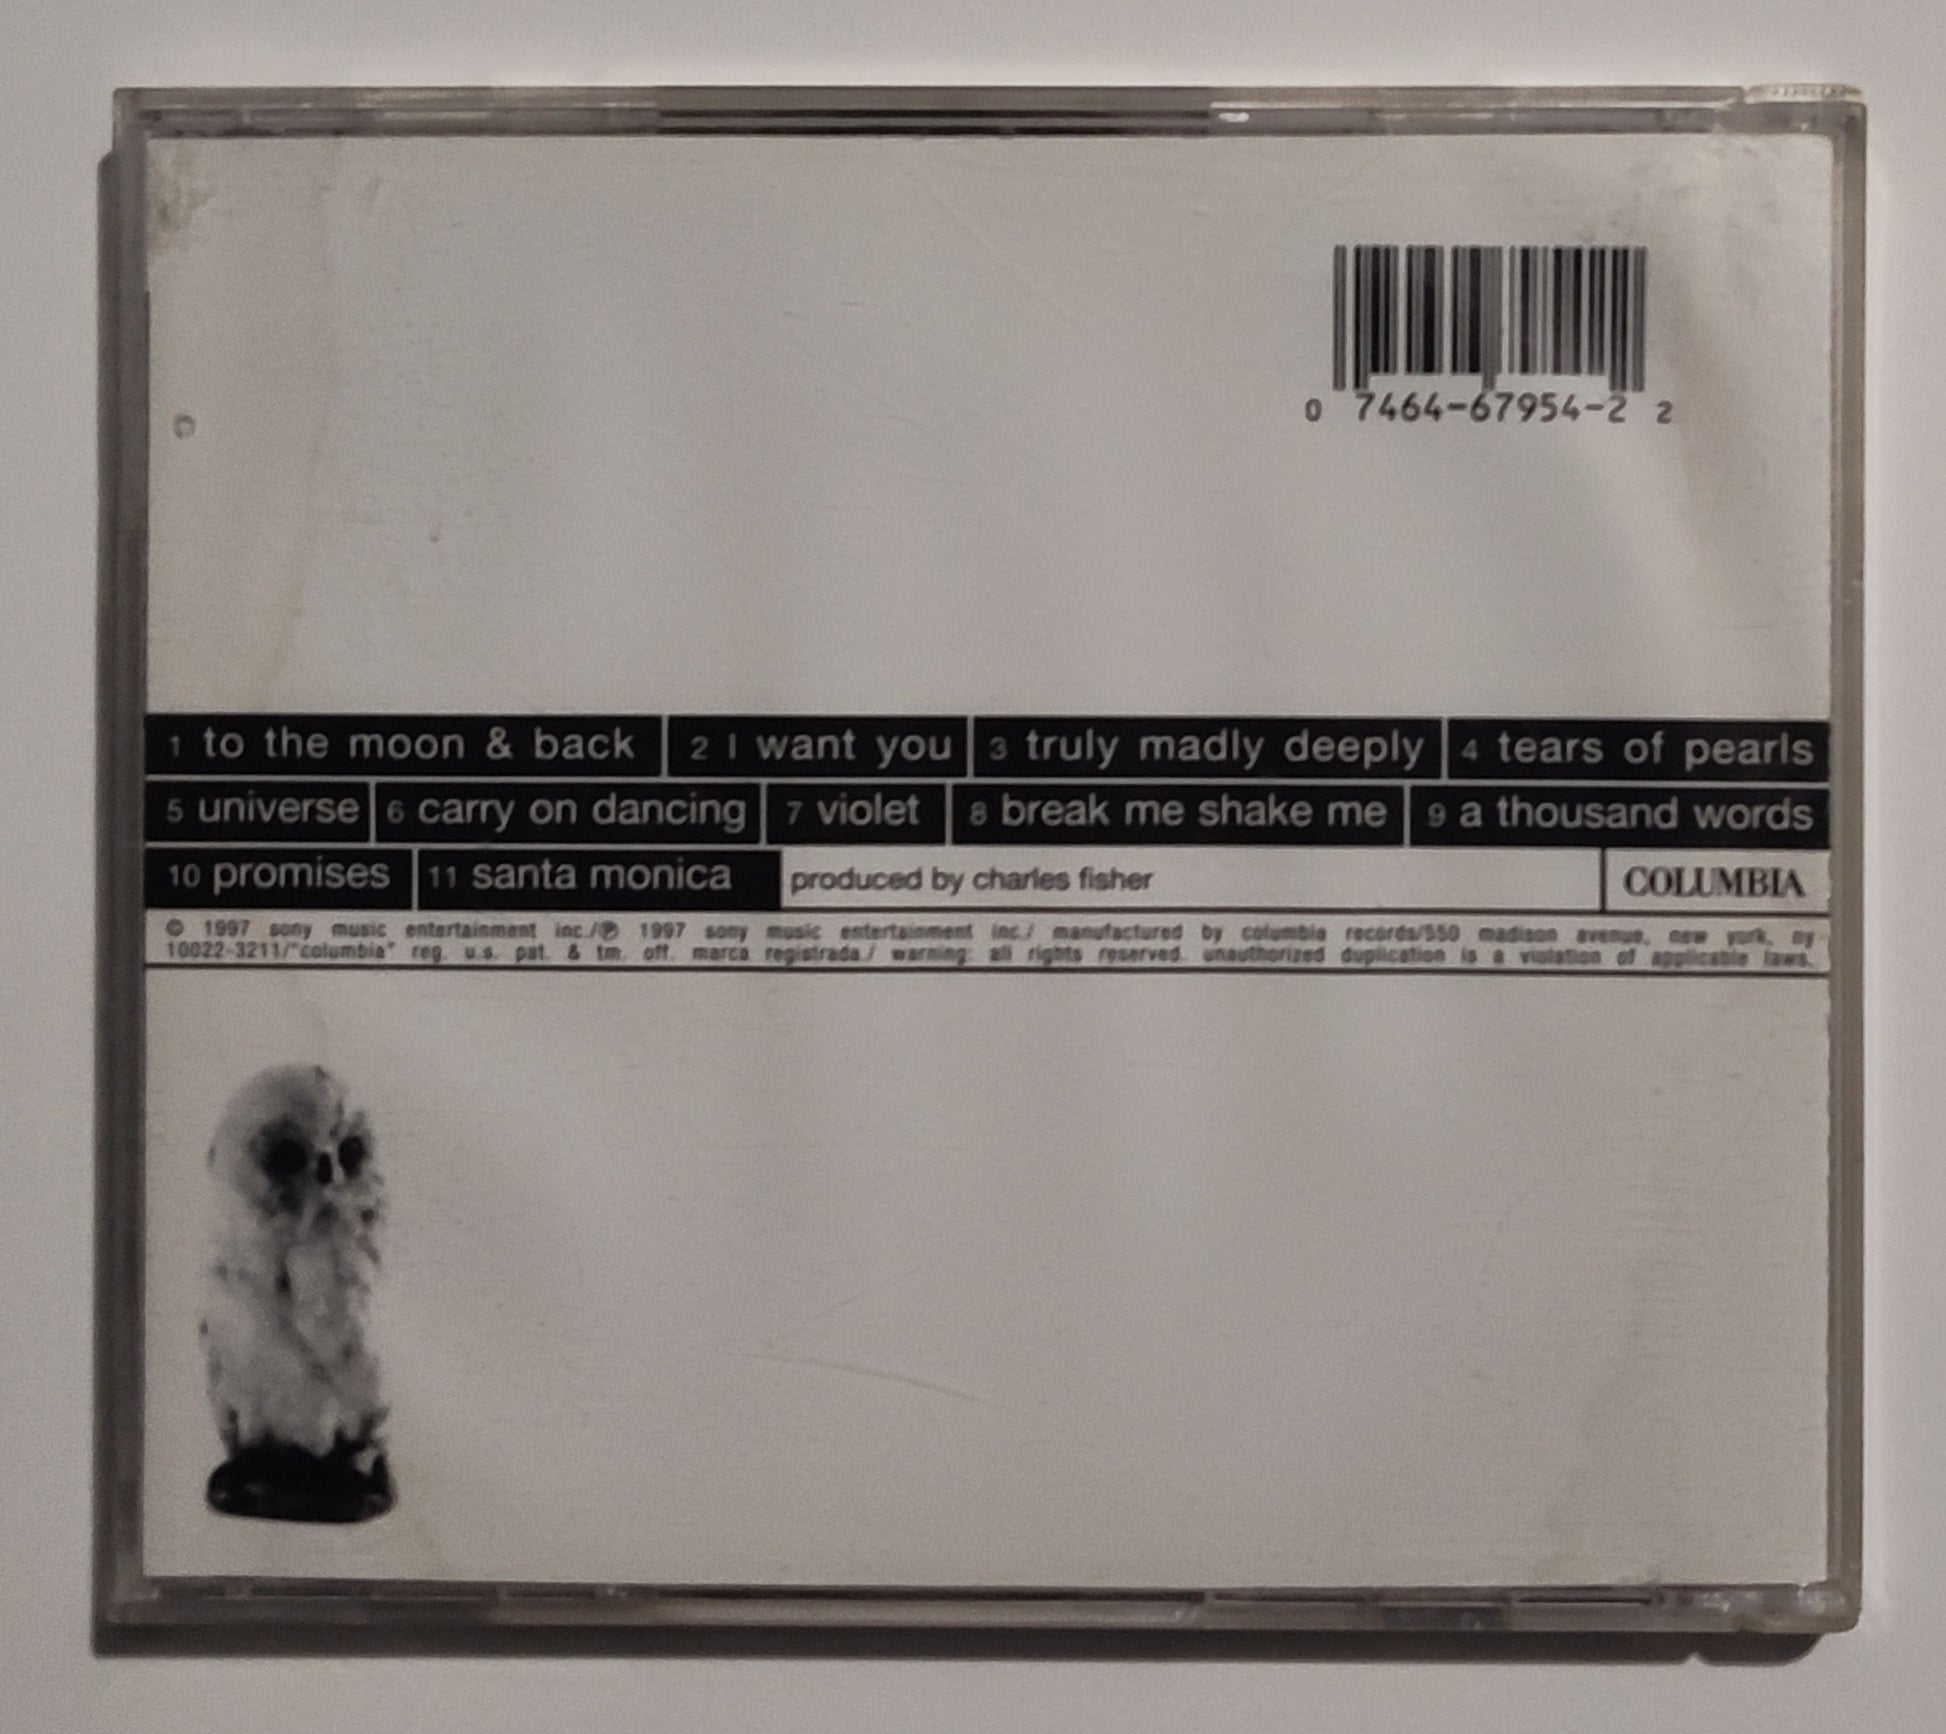 0 7464-67954-2 2
1 to the moon & back 2 I want you 3 truly madly deeply 4 tears of pearls
5 universe 6 carry on dancing 7 violet 8 break me shake me 9 a thousand words
10 promises 11 santa monica produced by charles fisher COLUMBIA
© 1997 sony music entertainment inc./℗ 1997 sony music entertainment inc./ manufactured by columbia records/550 madison avenue, new york, ny
10022-3211/"columbia" reg. u.s. pat. & tm. off. marca registrada./ warning: all rights reserved. unauthorized duplication is a violation of applicable laws.